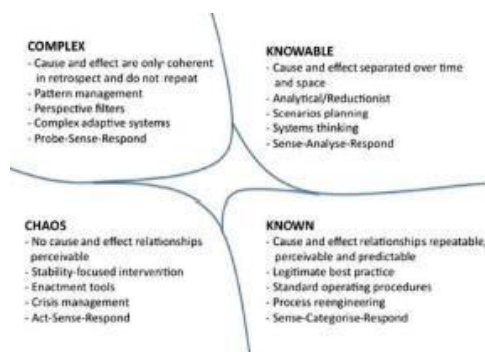 COMPLEX
- Cause and effect are only coherent
in retrospect and do not repeat
- Pattern management
- Perspective filters
- Complex adaptive systems
- Probe-Sense-Respond
KNOWABLE
- Cause and effect separated over time
and space
- Analytical/Reductionist
- Scenarios planning
- Systems thinking
- Sense-Analyse-Respond
CHAOS
- No cause and effect relationships
perceivable
- Stability-focused intervention
- Enactment tools
- Crisis management
- Act-Sense-Respond
KNOWN
- Cause and effect relationships repeatable,
perceivable and predictable
- Legitimate best practice
- Standard operating procedures
- Process reengineering
- Sense-Categorise-Respond